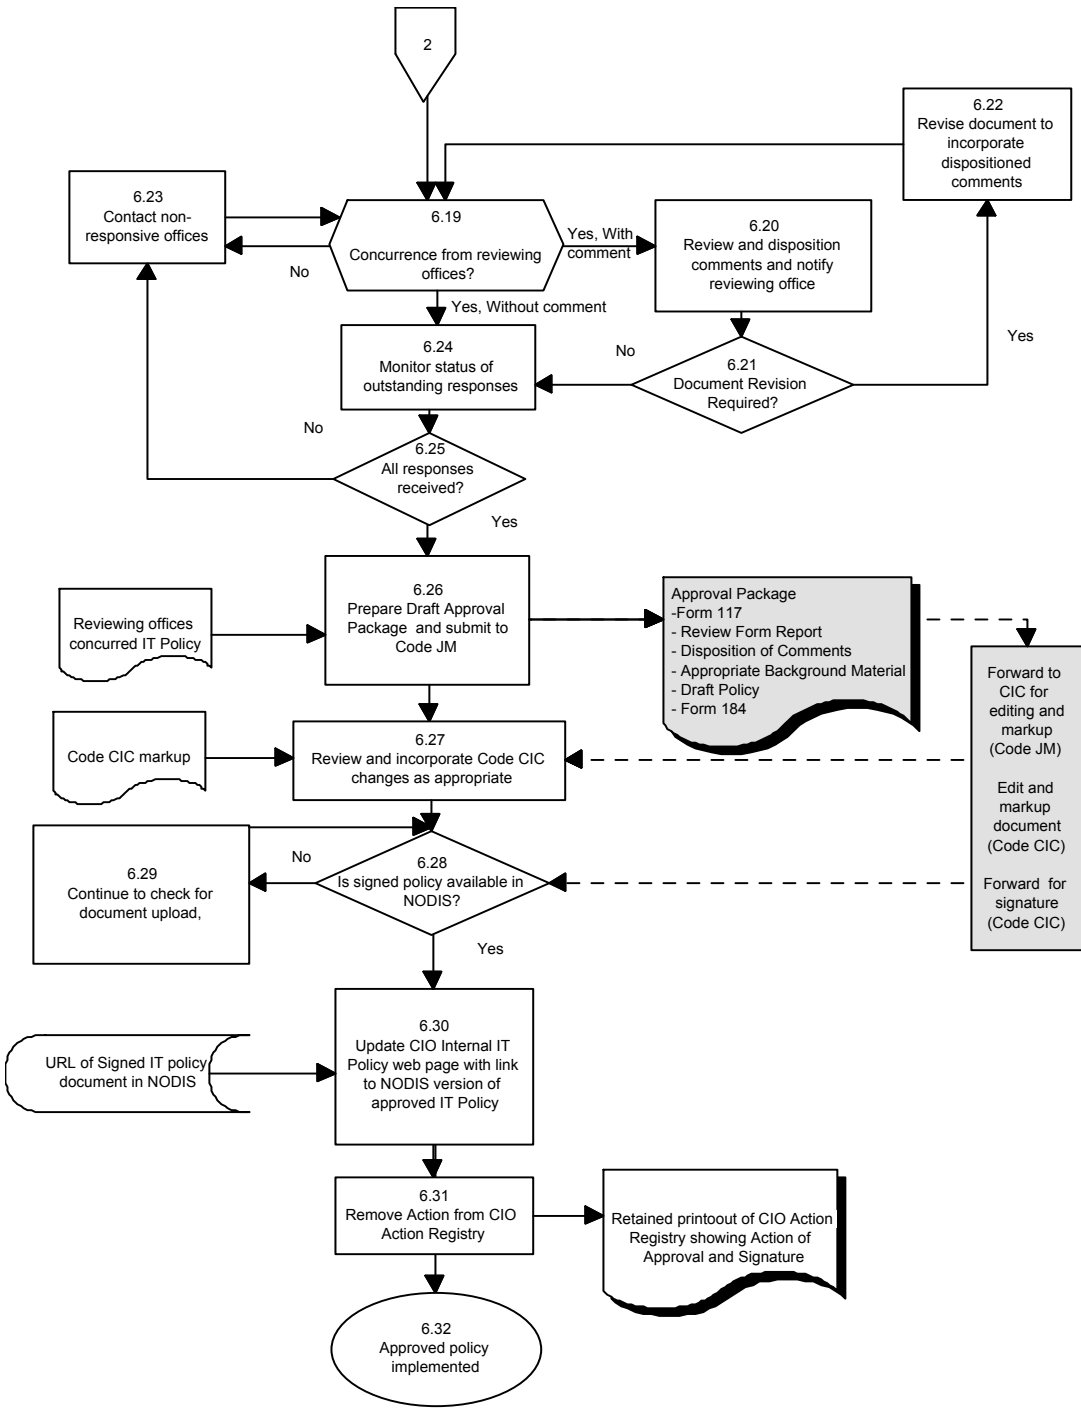 2
6.22
Revise document to
incorporate
dispositioned
comments
6.23
Contact non-
responsive offices
6.19
Concurrence from reviewing
offices?
Yes, With
comment
6.20
Review and disposition
comments and notify
reviewing office
No
Yes, Without comment
6.24
Monitor status of
outstanding responses
No
6.21
Document Revision
Required?
Yes
No
6.25
All responses
received?
Yes
Reviewing offices
concurred IT Policy
6.26
Prepare Draft Approval
Package and submit to
Code JM
Approval Package
-Form 117
- Review Form Report
- Disposition of Comments
- Appropriate Background Material
- Draft Policy
- Form 184
Forward to
CIC for
editing and
markup
(Code JM)
Edit and
markup
document
(Code CIC)
Forward for
signature
(Code CIC)
Code CIC markup
6.27
Review and incorporate Code CIC
changes as appropriate
6.29
Continue to check for
document upload,
No
6.28
Is signed policy available in
NODIS?
Yes
URL of Signed IT policy
document in NODIS
6.30
Update CIO Internal IT
Policy web page with link
to NODIS version of
approved IT Policy
6.31
Remove Action from CIO
Action Registry
Retained printoout of CIO Action
Registry showing Action of
Approval and Signature
6.32
Approved policy
implemented